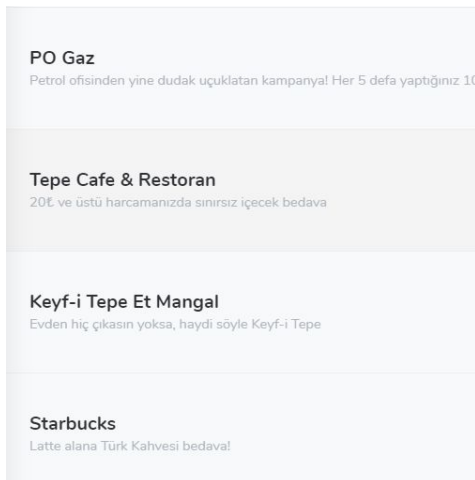 PO Gaz
Petrol ofisinden yine dudak uçuklatan kampanya! Her 5 defa yaptığınız 10
Tepe Cafe & Restoran
20₺ ve üstü harcamanızda sınırsız içecek bedava
Keyf-i Tepe Et Mangal
Evden hiç çıkasın yoksa, haydi söyle Keyf-i Tepe
Starbucks
Latte alana Türk Kahvesi bedava!